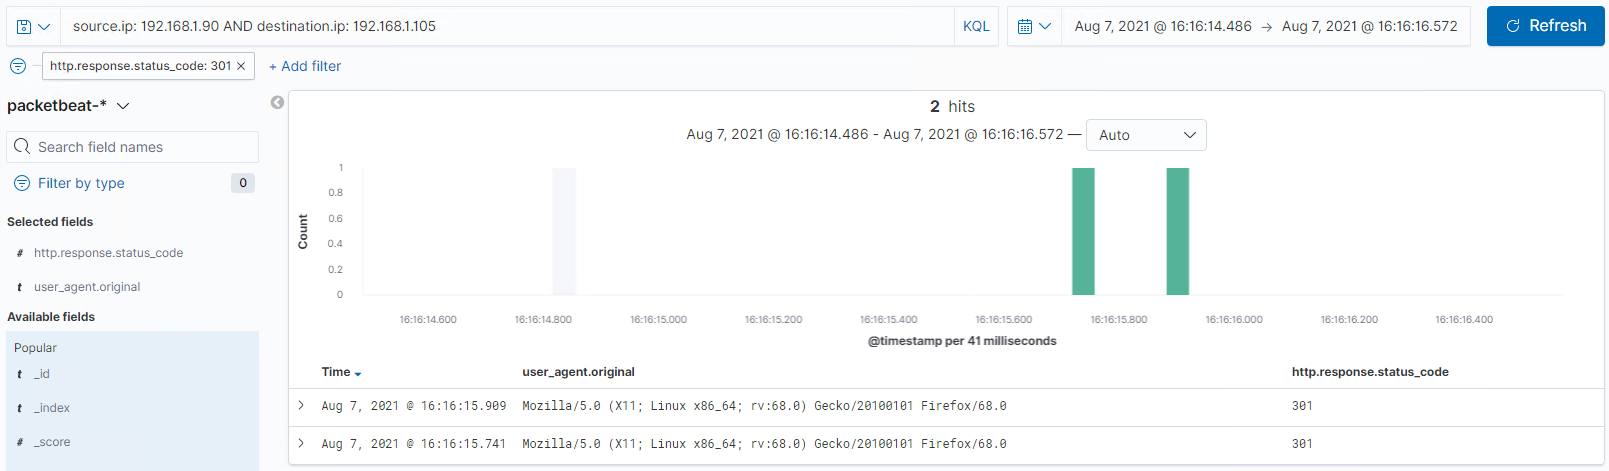 source.ip: 192.168.1.90 AND destination.ip: 192.168.1.105 KQL Aug 7, 2021 @ 16:16:14.486 → Aug 7, 2021 @ 16:16:16.572 Refresh
http.response.status_code: 301 × + Add filter
packetbeat-*
2 hits
Aug 7, 2021 @ 16:16:14.486 - Aug 7, 2021 @ 16:16:16.572 — Auto
Search field names
Filter by type 0
Selected fields
# http.response.status_code
t user_agent.original
Available fields
Popular
t _id
t _index
# _score
Count
1
0.8
0.6
0.4
0.2
0
16:16:14.600 16:16:14.800 16:16:15.000 16:16:15.200 16:16:15.400 16:16:15.600 16:16:15.800 16:16:16.000 16:16:16.200 16:16:16.400
@timestamp per 41 milliseconds
Time user_agent.original http.response.status_code
Aug 7, 2021 @ 16:16:15.909 Mozilla/5.0 (X11; Linux x86_64; rv:68.0) Gecko/20100101 Firefox/68.0 301
Aug 7, 2021 @ 16:16:15.741 Mozilla/5.0 (X11; Linux x86_64; rv:68.0) Gecko/20100101 Firefox/68.0 301